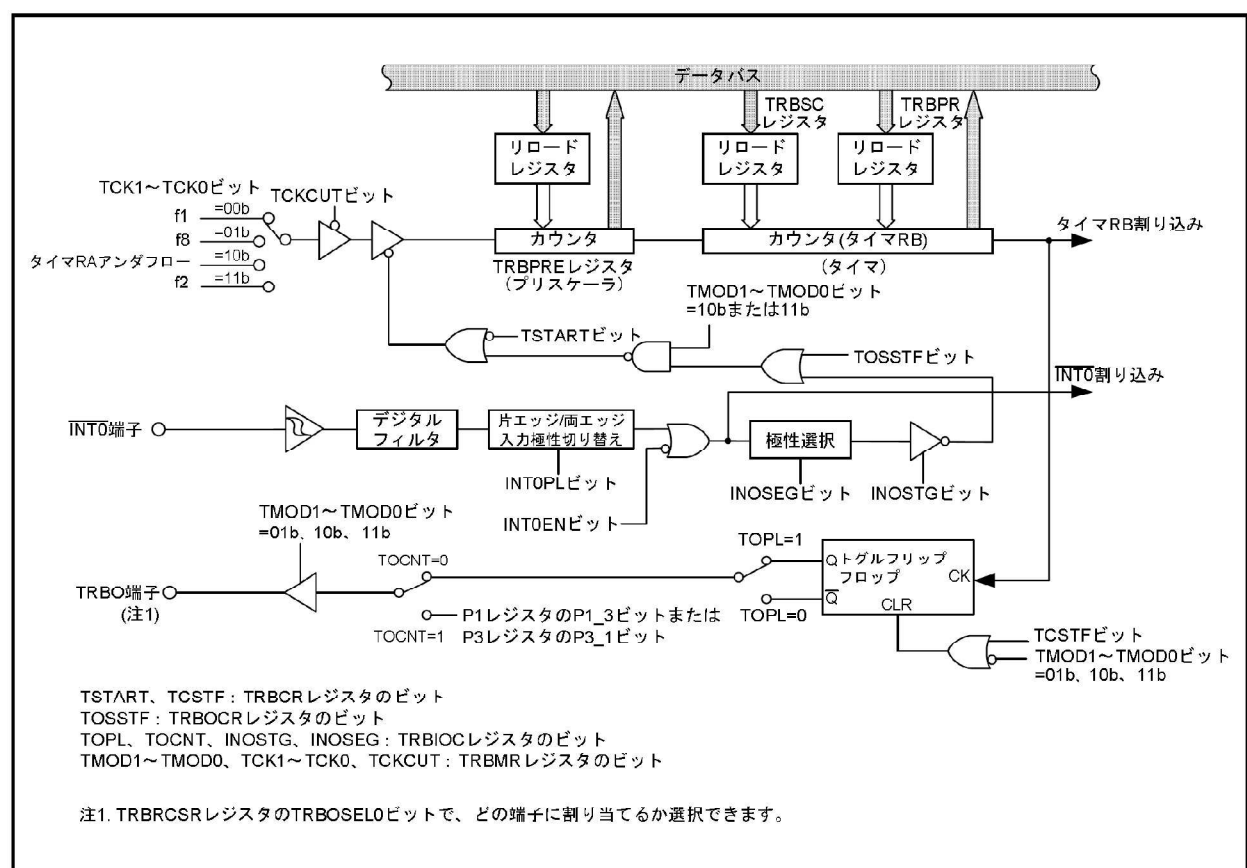 データバス
TRBSC
レジスタ
TRBPR
レジスタ
リロード
レジスタ
リロード
レジスタ
リロード
レジスタ
TCK1～TCK0ビット
TCKCUTビット
f1
=00b
f8
=01b
タイマRAアンダフロー
=10b
f2
=11b
カウンタ
TRBPREレジスタ
(プリスケーラ)
カウンタ(タイマRB)
(タイマ)
タイマRB割り込み
TMOD1～TMOD0ビット
=10bまたは11b
TSTARTビット
TOSSTFビット
INT0割り込み
INT0端子
デジタル
フィルタ
片エッジ/両エッジ
入力極性切り替え
極性選択
INT0PLビット
INOSEGビット
INOSTGビット
INT0ENビット
TMOD1～TMOD0ビット
=01b、10b、11b
TRBO端子
(注1)
TOCNT=0
P1レジスタのP1_3ビットまたは
TOCNT=1
P3レジスタのP3_1ビット
TOPL=1
TOPL=0
Q
トグルフリップ
フロップ
CK
Q
CLR
TCSTFビット
TMOD1～TMOD0ビット
=01b、10b、11b
TSTART、TCSTF：TRBCRレジスタのビット
TOSSTF：TRBOCRレジスタのビット
TOPL、TOCNT、INOSTG、INOSEG：TRBIOCレジスタのビット
TMOD1～TMOD0、TCK1～TCK0、TCKCUT：TRBMRレジスタのビット
注1. TRBRCSRレジスタのTRBOSEL0ビットで、どの端子に割り当てるか選択できます。